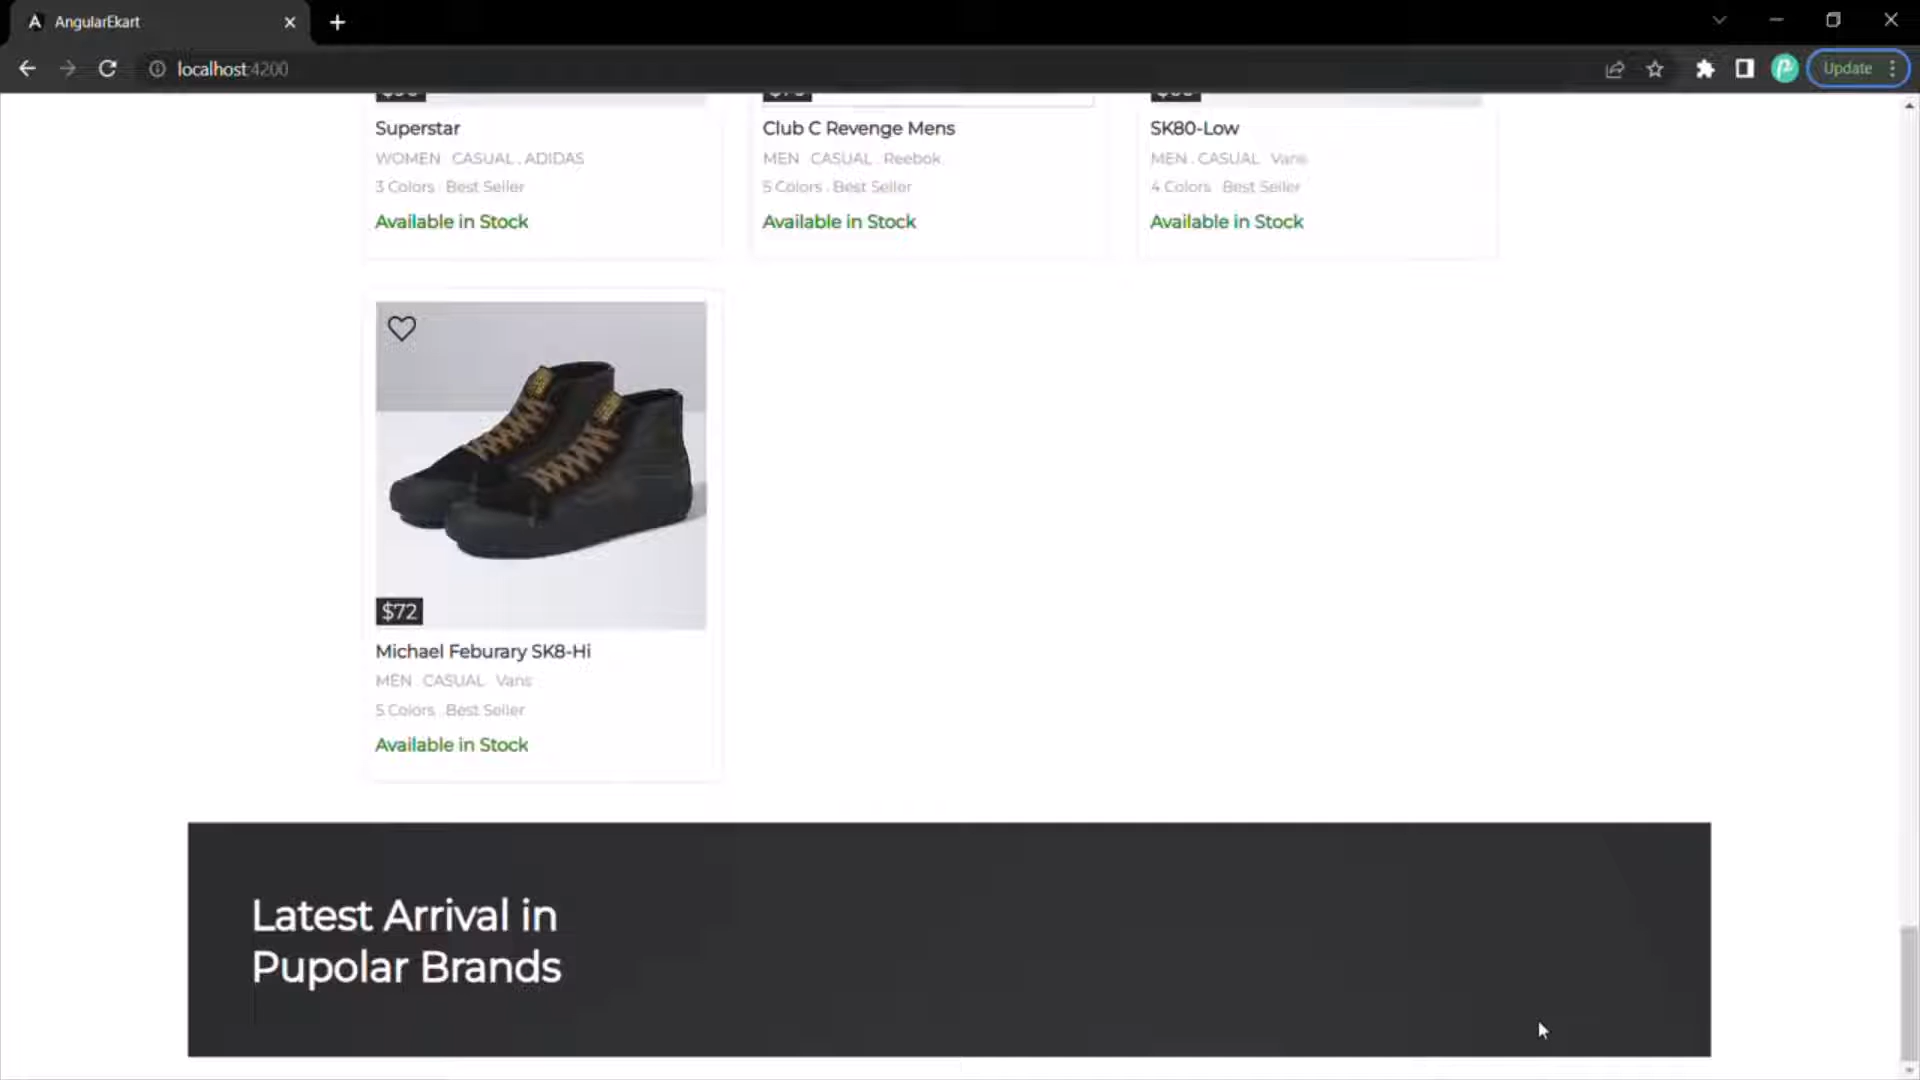 AngularEkart
localhost:4200
Update
Superstar
WOMEN . CASUAL . ADIDAS
3 Colors . Best Seller
Available in Stock
Club C Revenge Mens
MEN . CASUAL . Reebok
5 Colors . Best Seller
Available in Stock
SK80-Low
MEN . CASUAL . Vans
4 Colors . Best Seller
Available in Stock
$72
Michael Feburary SK8-Hi
MEN . CASUAL . Vans
5 Colors . Best Seller
Available in Stock
Latest Arrival in
Pupolar Brands